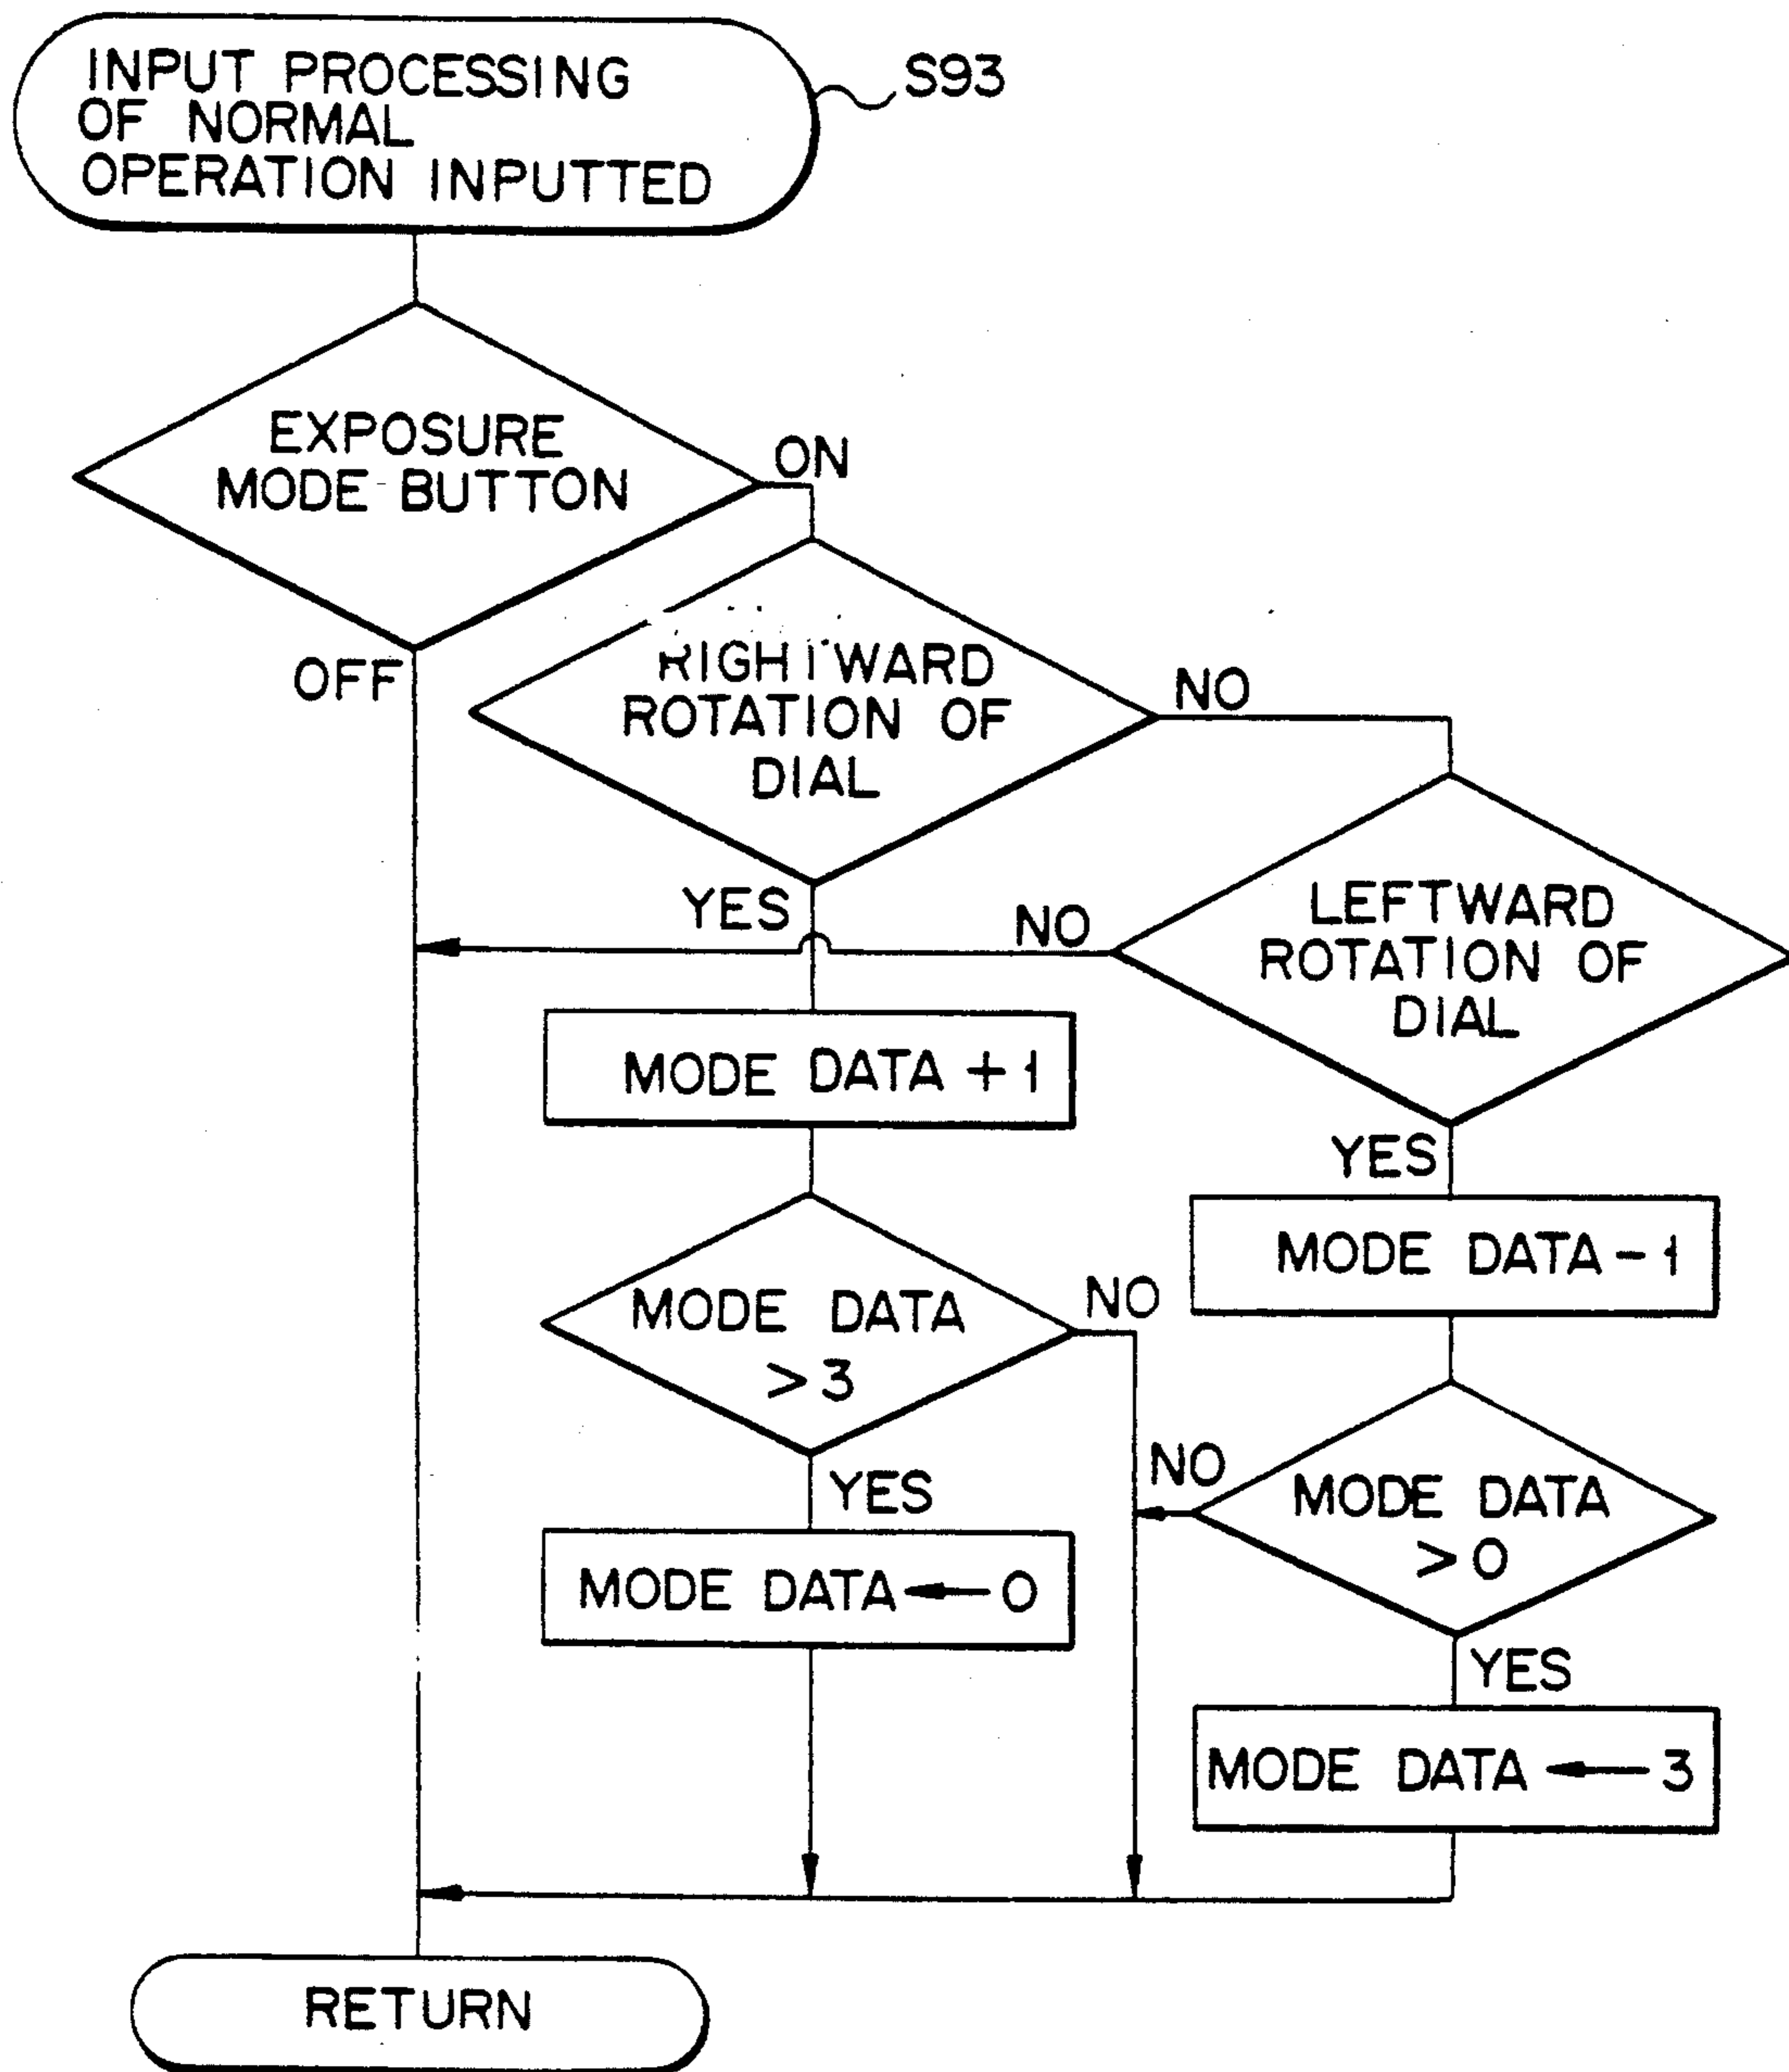 INPUT PROCESSING
OF NORMAL
OPERATION INPUTTED
S93
EXPOSURE
MODE BUTTON
ON
OFF
RIGHTWARD
ROTATION OF
DIAL
NO
YES
LEFTWARD
ROTATION OF
DIAL
NO
YES
MODE DATA +1
MODE DATA -1
MODE DATA
>3
NO
YES
MODE DATA
>0
NO
YES
MODE DATA ← 0
MODE DATA ← 3
RETURN